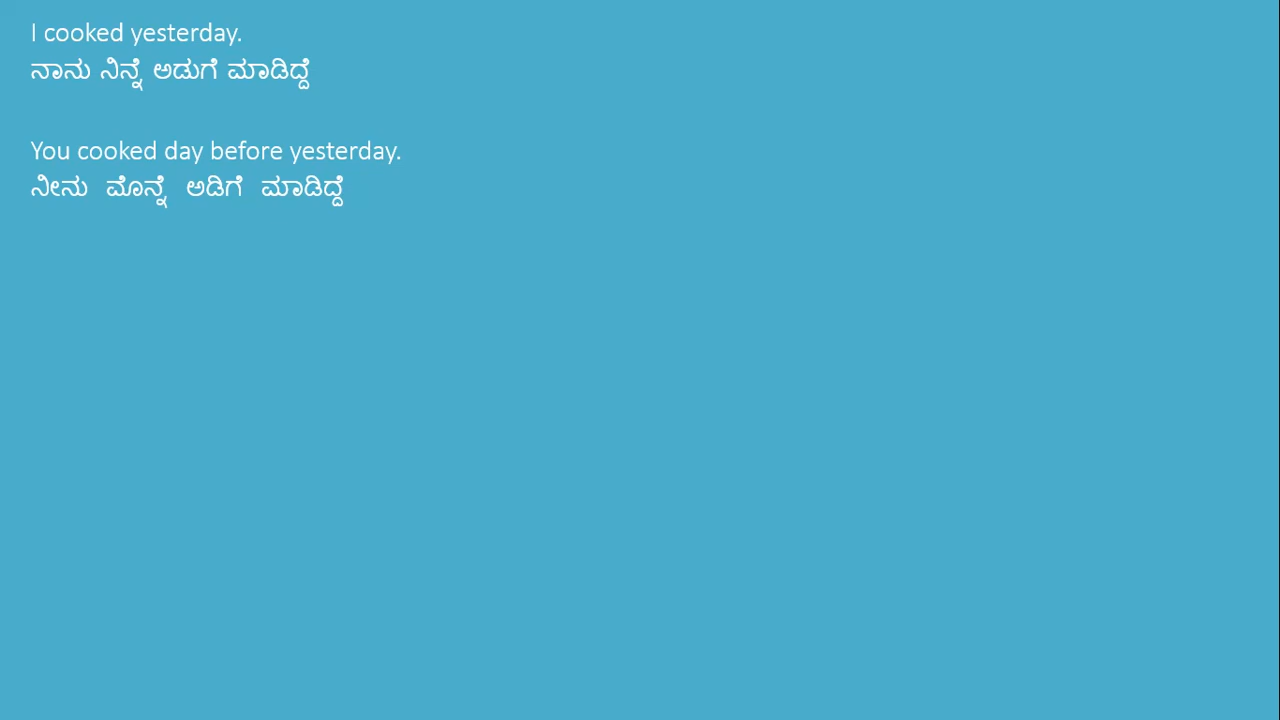 I cooked yesterday.
ನಾನು ನಿನ್ನೆ ಅಡುಗೆ ಮಾಡಿದ್ದೆ
You cooked day before yesterday.
ನೀನು ಮೊನ್ನೆ ಅಡಿಗೆ ಮಾಡಿದ್ದೆ